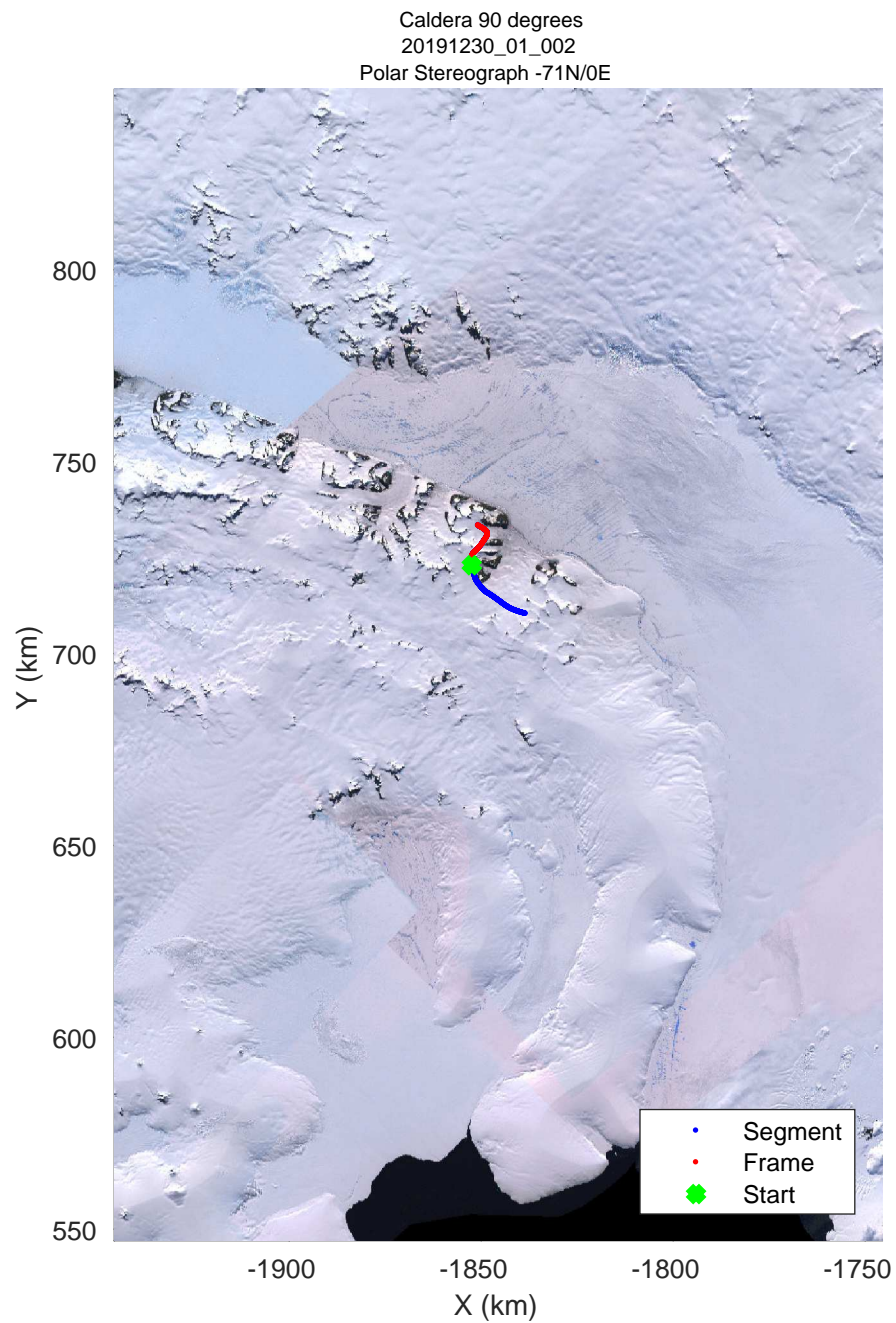 Caldera 90 degrees
20191230_01_002
Polar Stereograph -71N/0E
800
750
700
650
600
550
Y (km)
-1900
-1850
-1800
-1750
X (km)
Segment
Frame
Start